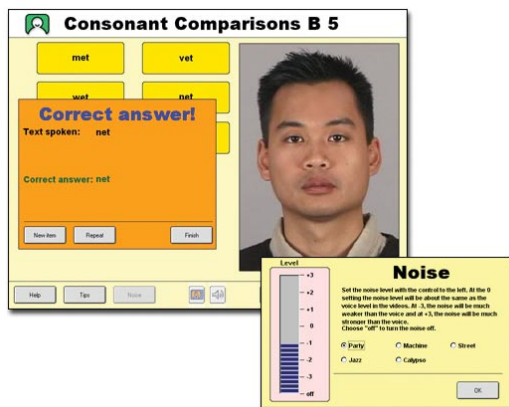 Consonant Comparisons B 5
met
vet
wet
net
Correct answer!
Text spoken: net
Correct answer: net
New item
Repeat
Finish
Help
Tips
Noise
Level
+3
+2
+1
0
-1
-2
-3
off
Noise
Set the noise level with the control to the left. At the 0
setting the noise level will be about the same as the
voice level in the videos. At -3, the noise will be much
weaker than the voice and at +3, the noise will be much
stronger than the voice.
Choose "off" to turn the noise off.
Party
Machine
Street
Jazz
Calypso
OK